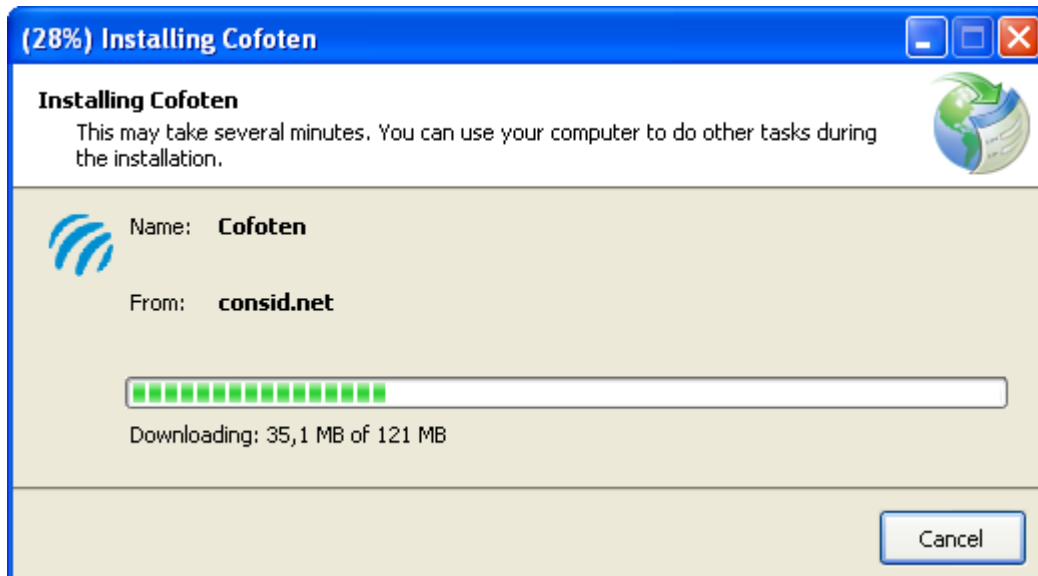 (28%) Installing Cofoten
Installing Cofoten
This may take several minutes. You can use your computer to do other tasks during
the installation.
Name: Cofoten
From: consid.net
Downloading: 35,1 MB of 121 MB
Cancel